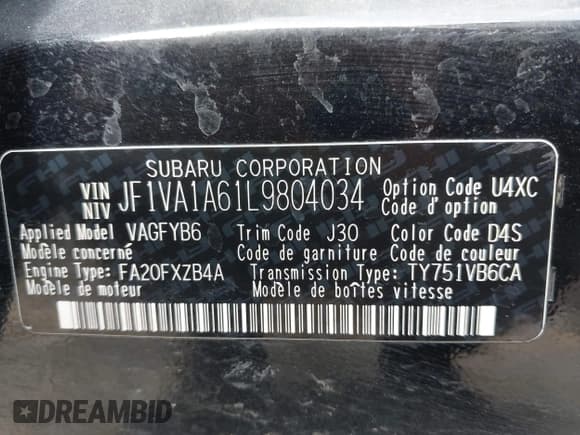 SUBARU CORPORATION
VIN NIV JF1VA1A61L9804034 Option Code U4XC
Code d'option
Applied Model VAGFYB6 Trim Code J30 Color Code D4S
Modèle concerné Code de garniture Code de couleur
Engine Type: FA20FXZB4A Transmission Type: TY751VB6CA
Modèle de moteur Modèle de boîtes vitesse
DREAMBID